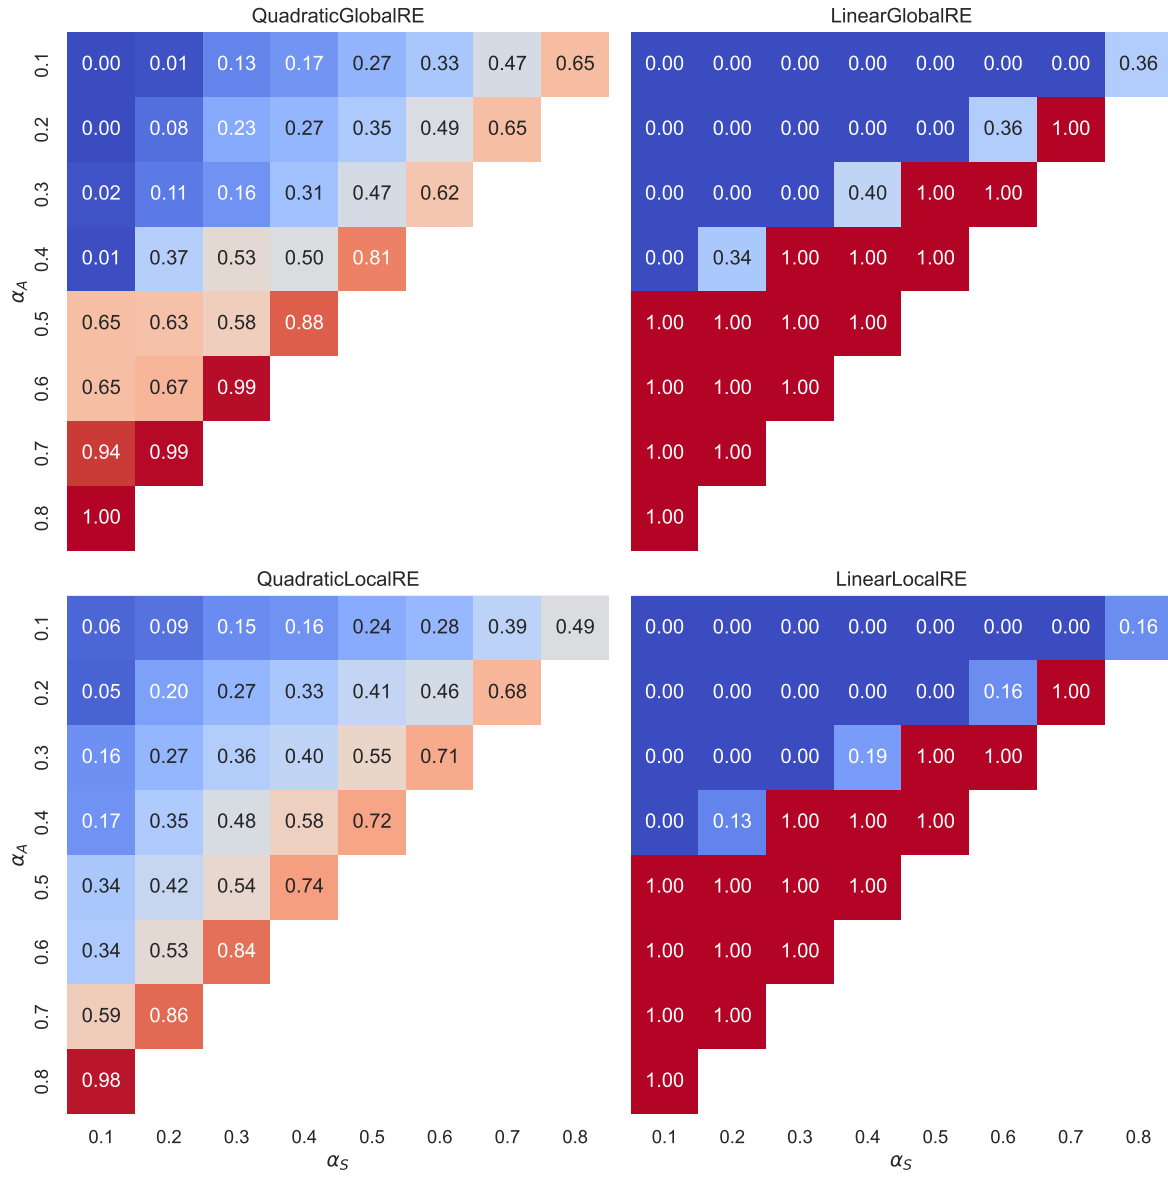 QuadraticGlobalRE
LinearGlobalRE
0.1 0.00 0.01 0.13 0.17 0.27 0.33 0.47 0.65 0.00 0.00 0.00 0.00 0.00 0.00 0.00 0.36
0.2 0.00 0.08 0.23 0.27 0.35 0.49 0.65 0.00 0.00 0.00 0.00 0.00 0.36 1.00
0.3 0.02 0.11 0.16 0.31 0.47 0.62 0.00 0.00 0.00 0.40 1.00 1.00
0.4 0.01 0.37 0.53 0.50 0.81 0.00 0.34 1.00 1.00 1.00
α_A
0.5 0.65 0.63 0.58 0.88 1.00 1.00 1.00 1.00
0.6 0.65 0.67 0.99 1.00 1.00 1.00
0.7 0.94 0.99 1.00 1.00
0.8 1.00 1.00
QuadraticLocalRE
LinearLocalRE
0.1 0.06 0.09 0.15 0.16 0.24 0.28 0.39 0.49 0.00 0.00 0.00 0.00 0.00 0.00 0.00 0.16
0.2 0.05 0.20 0.27 0.33 0.41 0.46 0.68 0.00 0.00 0.00 0.00 0.00 0.16 1.00
0.3 0.16 0.27 0.36 0.40 0.55 0.71 0.00 0.00 0.00 0.19 1.00 1.00
0.4 0.17 0.35 0.48 0.58 0.72 0.00 0.13 1.00 1.00 1.00
α_A
0.5 0.34 0.42 0.54 0.74 1.00 1.00 1.00 1.00
0.6 0.34 0.53 0.84 1.00 1.00 1.00
0.7 0.59 0.86 1.00 1.00
0.8 0.98 1.00
0.1 0.2 0.3 0.4 0.5 0.6 0.7 0.8 0.1 0.2 0.3 0.4 0.5 0.6 0.7 0.8
α_S
α_S